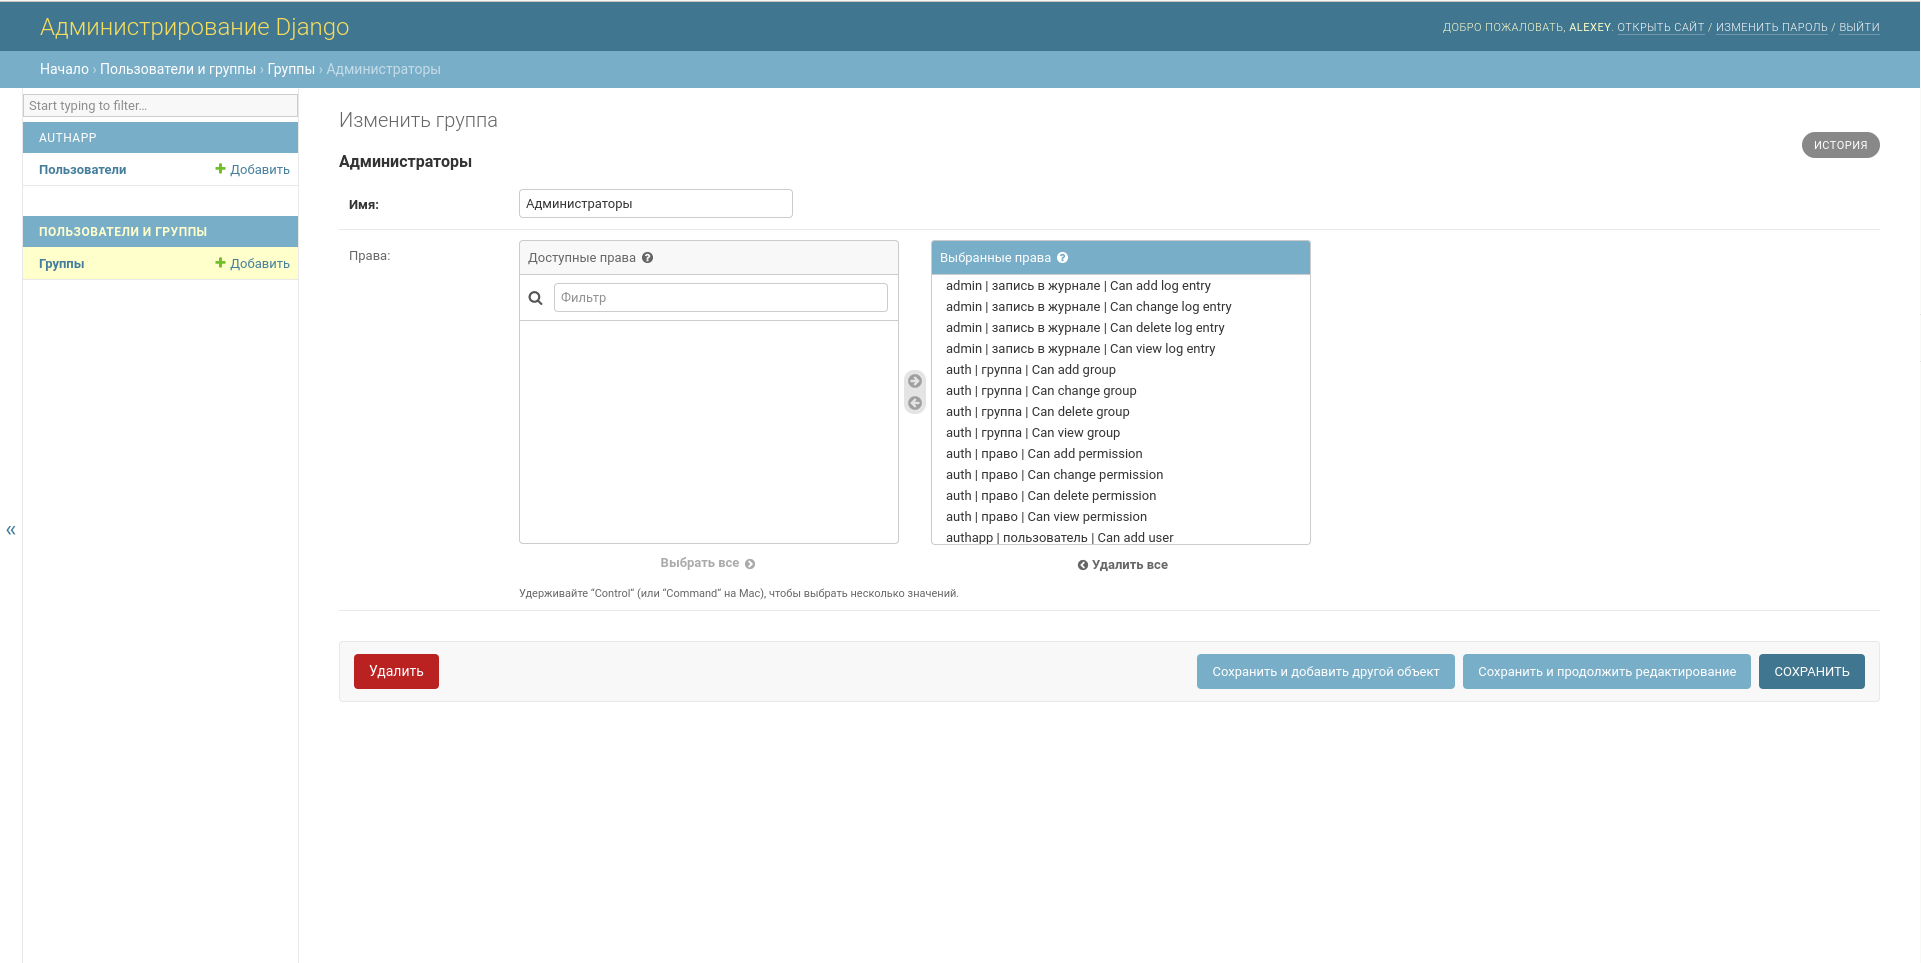 Администрирование Django
ДОБРО ПОЖАЛОВАТЬ, ALEXEY. ОТКРЫТЬ САЙТ / ИЗМЕНИТЬ ПАРОЛЬ / ВЫЙТИ
Начало › Пользователи и группы › Группы › Администраторы
Start typing to filter...
AUTHAPP
Пользователи + Добавить
ПОЛЬЗОВАТЕЛИ И ГРУППЫ
Группы + Добавить
«
Изменить группа
ИСТОРИЯ
Администраторы
Имя: Администраторы
Права:
Доступные права ?
Фильтр
Выбрать все
Выбранные права ?
admin | запись в журнале | Can add log entry
admin | запись в журнале | Can change log entry
admin | запись в журнале | Can delete log entry
admin | запись в журнале | Can view log entry
auth | группа | Can add group
auth | группа | Can change group
auth | группа | Can delete group
auth | группа | Can view group
auth | право | Can add permission
auth | право | Can change permission
auth | право | Can delete permission
auth | право | Can view permission
authapp | пользователь | Can add user
Удалить все
Удерживайте “Control“ (или “Command“ на Mac), чтобы выбрать несколько значений.
Удалить
Сохранить и добавить другой объект
Сохранить и продолжить редактирование
СОХРАНИТЬ